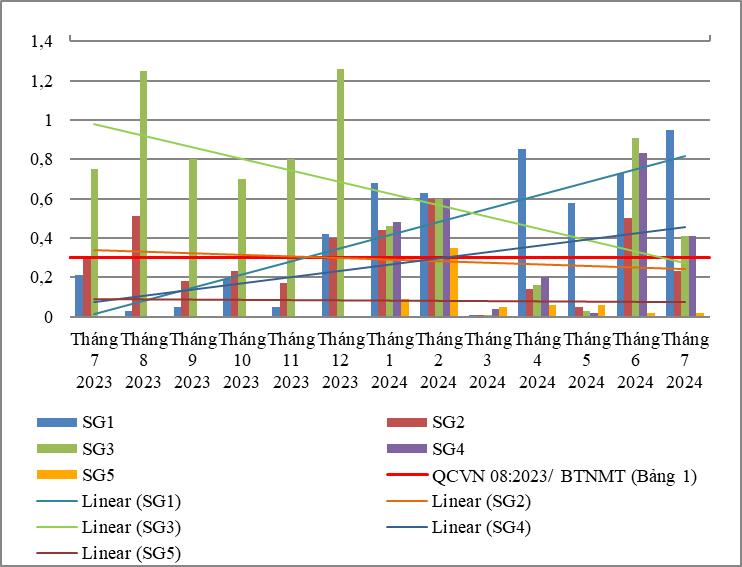 1,4
1,2
1
0,8
0,6
0,4
0,2
0
Tháng Tháng Tháng Tháng Tháng Tháng Tháng Tháng Tháng Tháng Tháng Tháng Tháng
7 8 9 10 11 12 1 2 3 4 5 6 7
2023 2023 2023 2023 2023 2023 2024 2024 2024 2024 2024 2024 2024
SG1 SG2
SG3 SG4
SG5 QCVN 08:2023/ BTNMT (Bảng 1)
Linear (SG1) Linear (SG2)
Linear (SG3) Linear (SG4)
Linear (SG5)